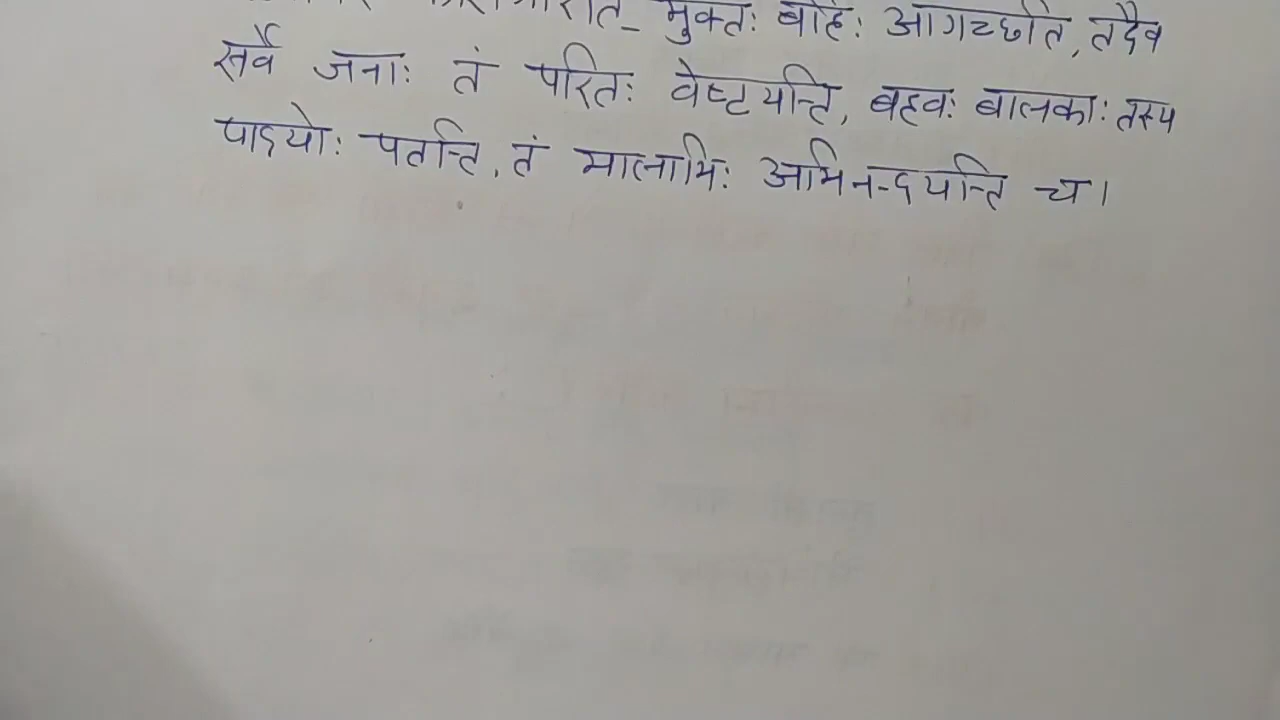 मुक्तः बहिः आगच्छति, तदैव
सर्वे जनाः तं परितः वेष्टयन्ति, बहवः बालकाः तस्य
पादयोः पतन्ति, तं मालाभिः अभिनन्दयन्ति च।